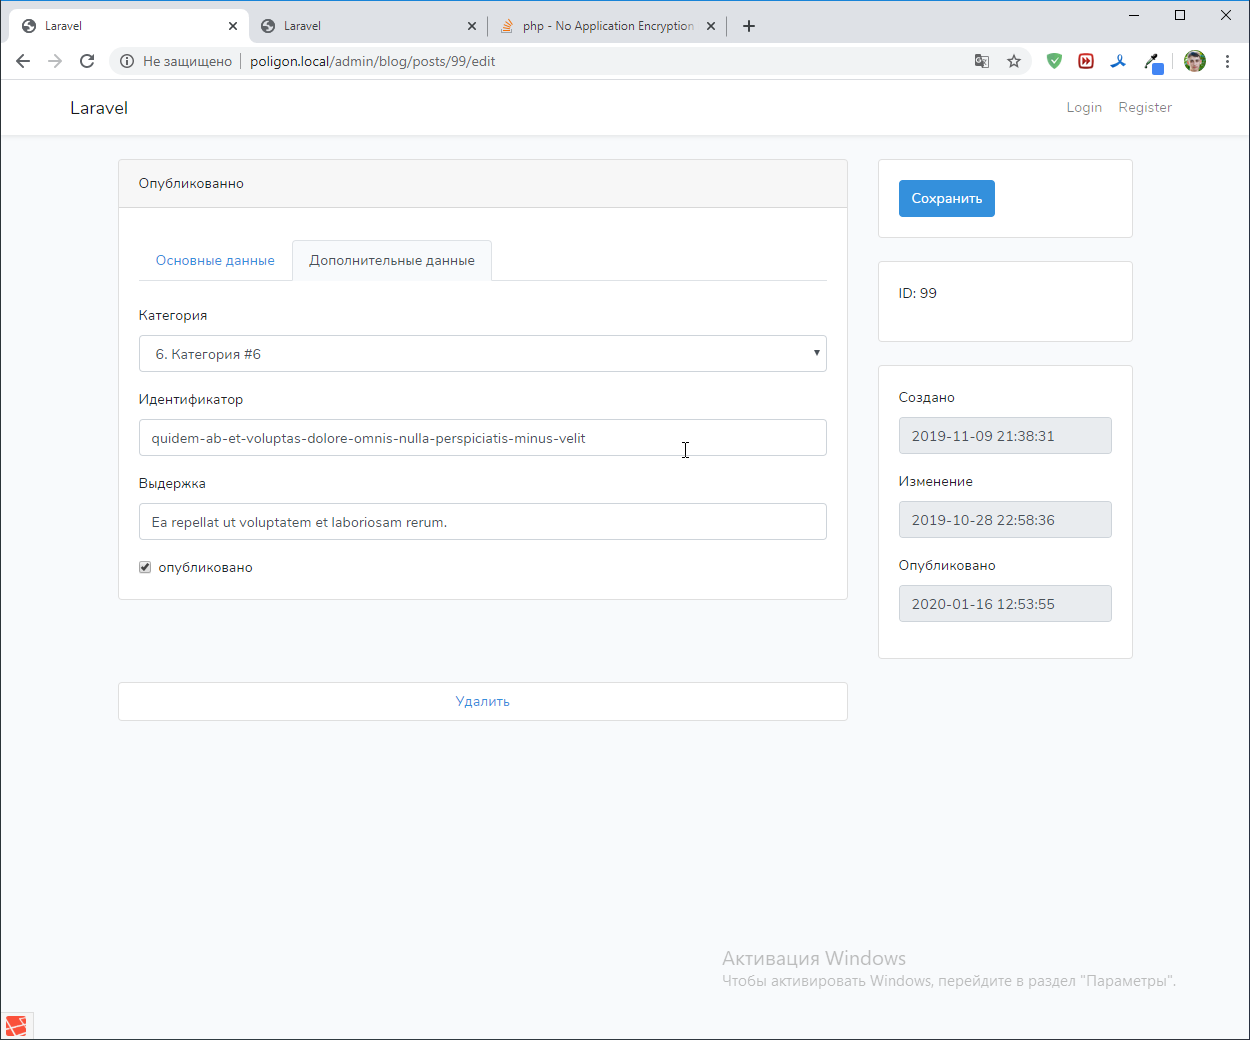 Laravel
Laravel
php - No Application Encryption
Не защищено
poligon.local/admin/blog/posts/99/edit
Laravel
Login
Register
Опубликованно
Основные данные
Дополнительные данные
Категория
6. Категория #6
Идентификатор
quidem-ab-et-voluptas-dolore-omnis-nulla-perspiciatis-minus-velit
Выдержка
Ea repellat ut voluptatem et laboriosam rerum.
опубликовано
Удалить
Сохранить
ID: 99
Создано
2019-11-09 21:38:31
Изменение
2019-10-28 22:58:36
Опубликовано
2020-01-16 12:53:55
Активация Windows
Чтобы активировать Windows, перейдите в раздел "Параметры".